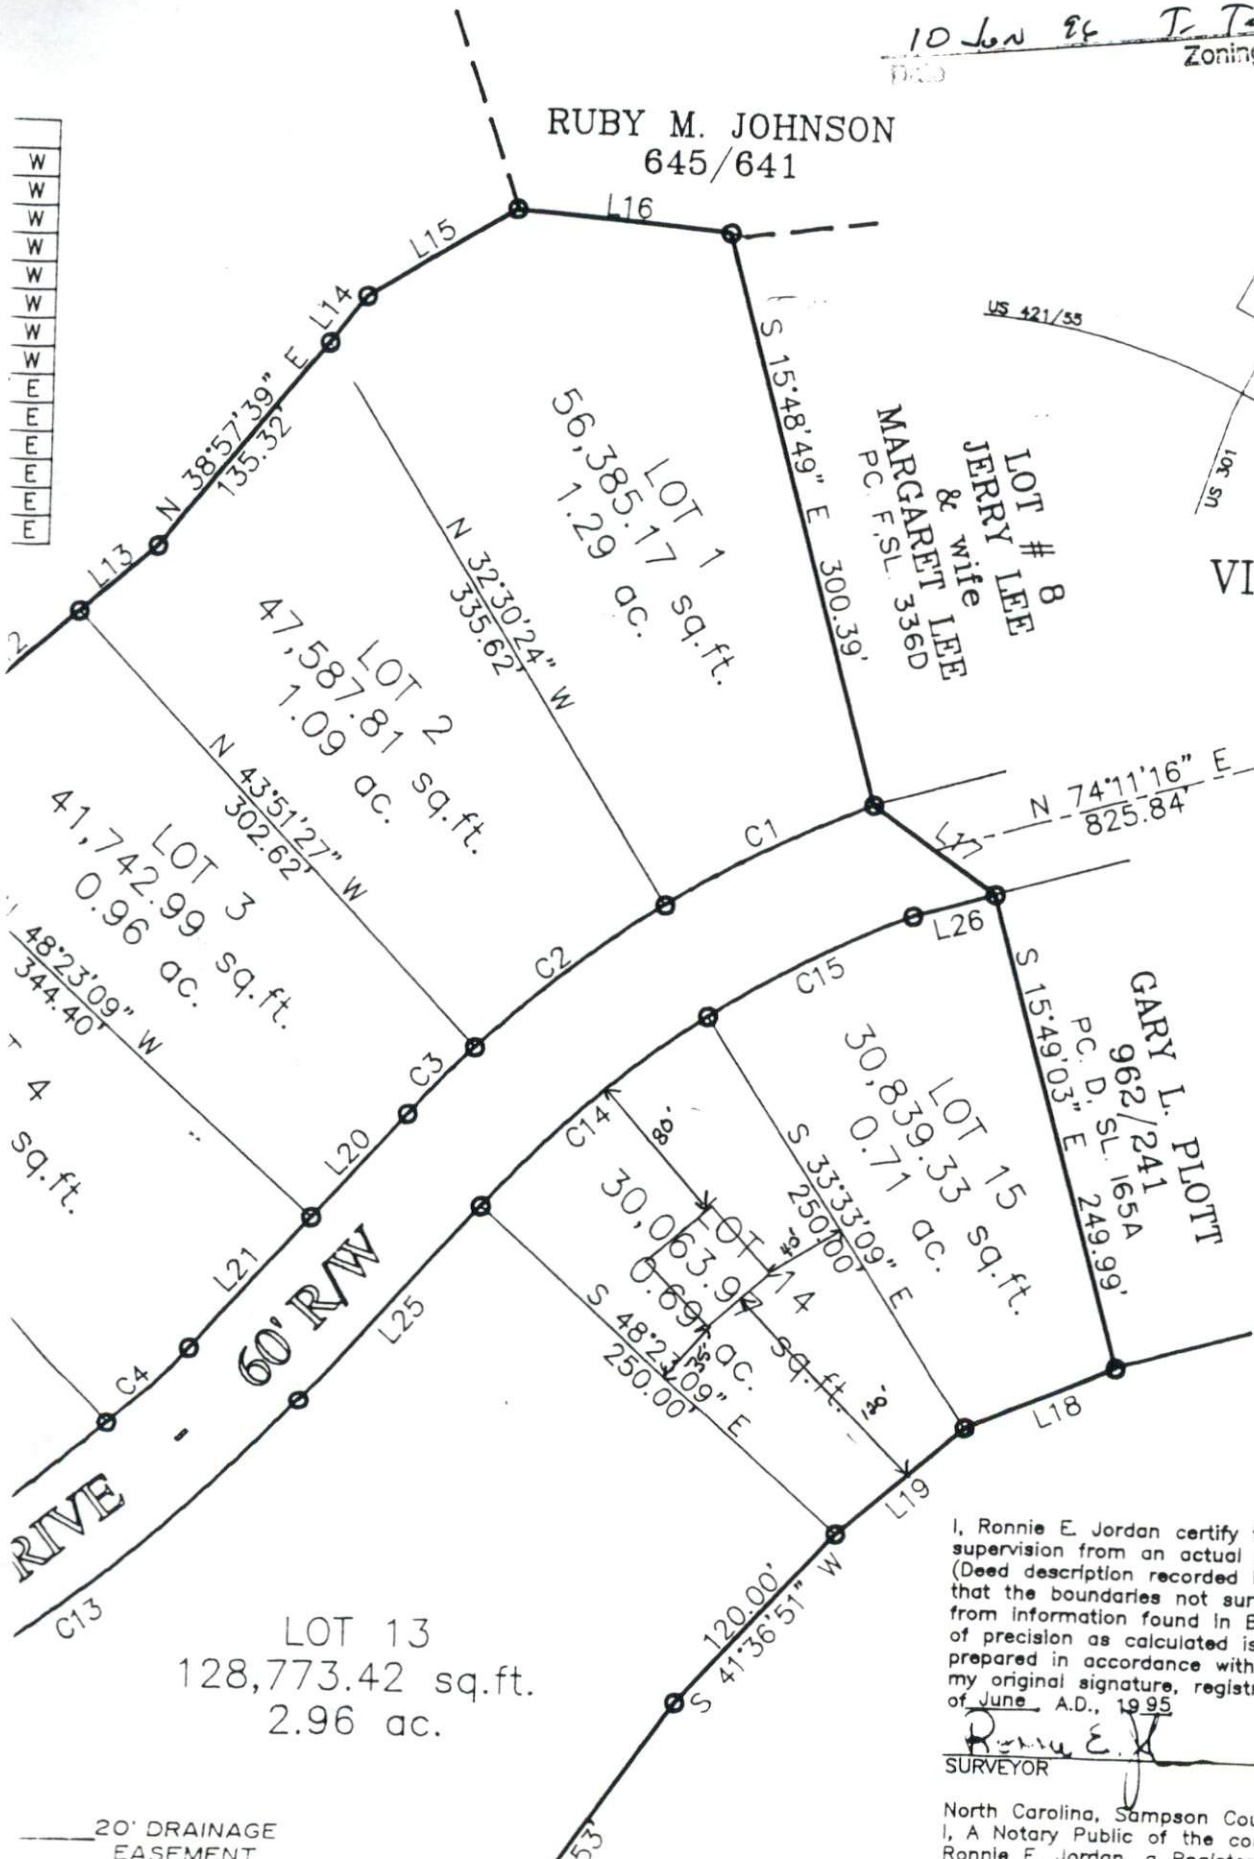 10 Jun 96
Zoning
RUBY M. JOHNSON
645/641
W
W
W
W
W
W
W
W
E
E
E
E
E
E
L16
L15
L14
N 38°57'39" E
135.32'
L13
US 421/55
US 301
S 15°48'49" E 300.39'
LOT # 8
JERRY LEE
& wife
MARGARET LEE
PC. F,SL. 336D
VI
LOT 1
56,385.17 sq.ft.
1.29 ac.
N 32°30'24" W
335.62'
LOT 2
47,587.81 sq.ft.
1.09 ac.
N 43°51'27" W
302.62'
LOT 3
41,742.99 sq.ft.
0.96 ac.
48°23'09" W
344.40'
4
sq.ft.
C1
N 74°11'16" E
825.84'
L26
C2
C15
C3
L20
L21
C4
C14
80'
GARY L. PLOTT
962/241
PC. D, SL. 165A
S 15°49'03" E 249.99'
LOT 15
30,839.33 sq.ft.
0.71 ac.
S 33°33'09" E
250.00'
LOT 14
30,063.97 sq.ft.
0.69 ac.
40'
35'
S 48°23'09" E
250.00'
60' R/W
L25
L18
L19
RIVE -
C13
120.00'
S 41°36'51" W
53'
LOT 13
128,773.42 sq.ft.
2.96 ac.
20' DRAINAGE
EASEMENT
I, Ronnie E. Jordan certify
supervision from an actual
(Deed description recorded
that the boundaries not sur
from information found in B
of precision as calculated is
prepared in accordance with
my original signature, registr
of June A.D., 1995
SURVEYOR
North Carolina, Sampson Cou
I, A Notary Public of the co
Ronnie E. Jordan, a Register